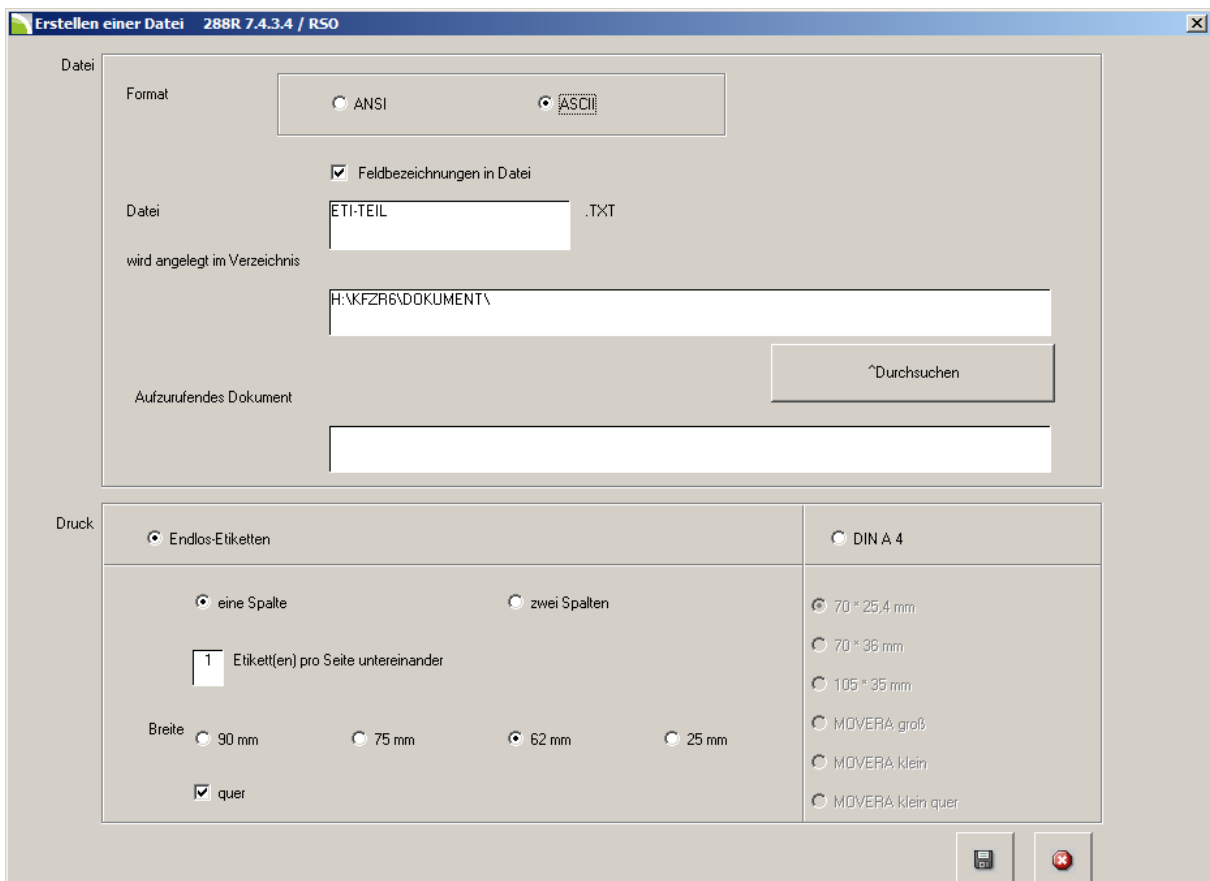 Erstellen einer Datei 288R 7.4.3.4 / RSO
Datei
Format
ANSI
ASCII
Feldbezeichnungen in Datei
Datei
ETI-TEIL
.TXT
wird angelegt im Verzeichnis
H:\KFZR6\DOKUMENT\
^Durchsuchen
Aufzurufendes Dokument
Druck
Endlos-Etiketten
DIN A 4
eine Spalte
zwei Spalten
70 * 25,4 mm
1 Etikett(en) pro Seite untereinander
70 * 36 mm
105 * 35 mm
Breite
90 mm
75 mm
62 mm
25 mm
MOVERA groß
MOVERA klein
quer
MOVERA klein quer